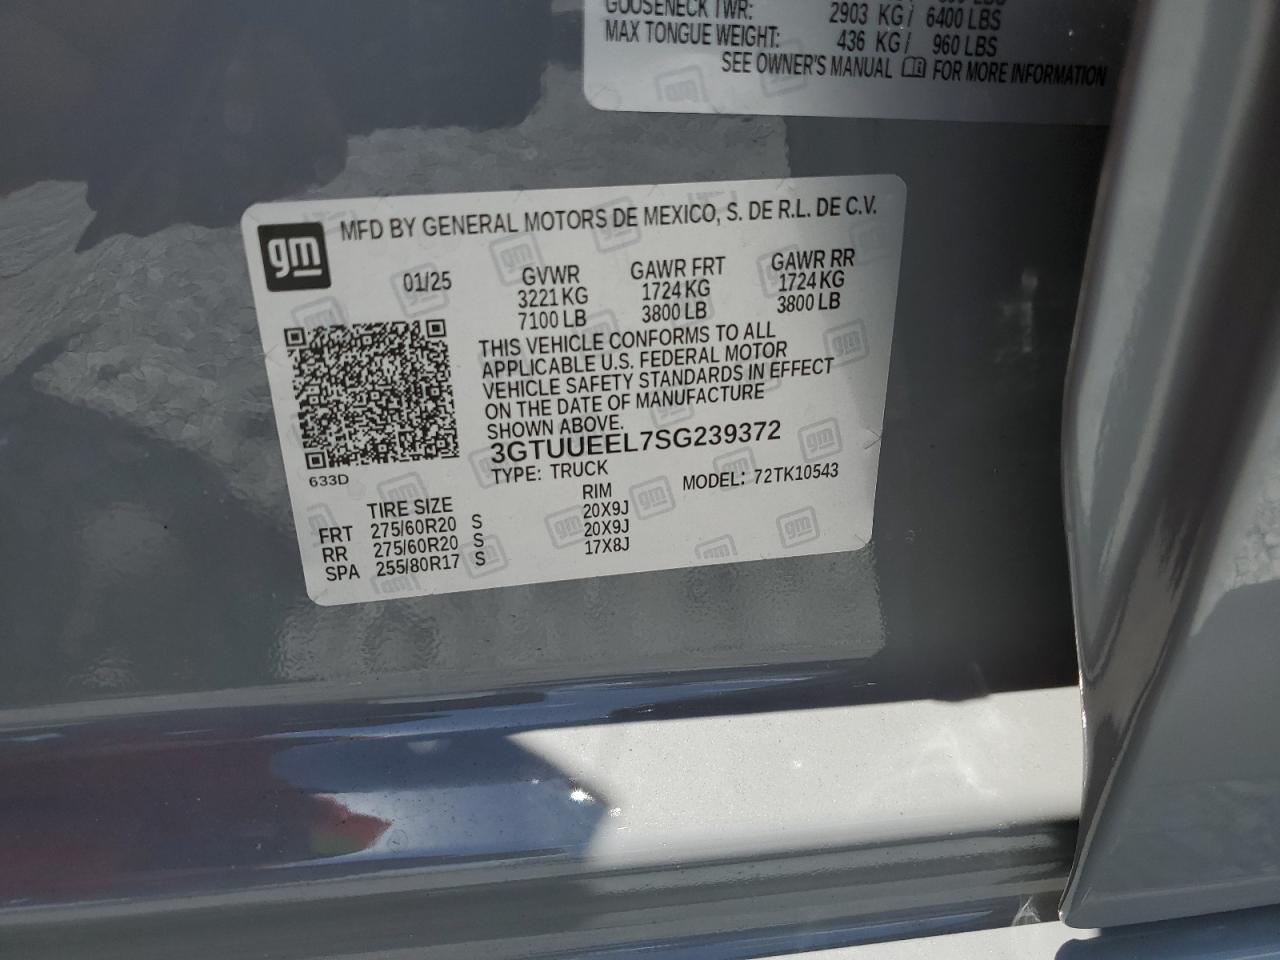 GOOSENECK TWR: 2903 KG/ 6400 LBS
MAX TONGUE WEIGHT: 436 KG/ 960 LBS
SEE OWNER'S MANUAL FOR MORE INFORMATION
gm
MFD BY GENERAL MOTORS DE MEXICO, S. DE R.L. DE C.V.
01/25
GVWR GAWR FRT GAWR RR
3221 KG 1724 KG 1724 KG
7100 LB 3800 LB 3800 LB
THIS VEHICLE CONFORMS TO ALL
APPLICABLE U.S. FEDERAL MOTOR
VEHICLE SAFETY STANDARDS IN EFFECT
ON THE DATE OF MANUFACTURE
SHOWN ABOVE.
3GTUUEEL7SG239372
633D
TYPE: TRUCK MODEL: 72TK10543
TIRE SIZE RIM
FRT 275/60R20 S 20X9J
RR 275/60R20 S 20X9J
SPA 255/80R17 S 17X8J